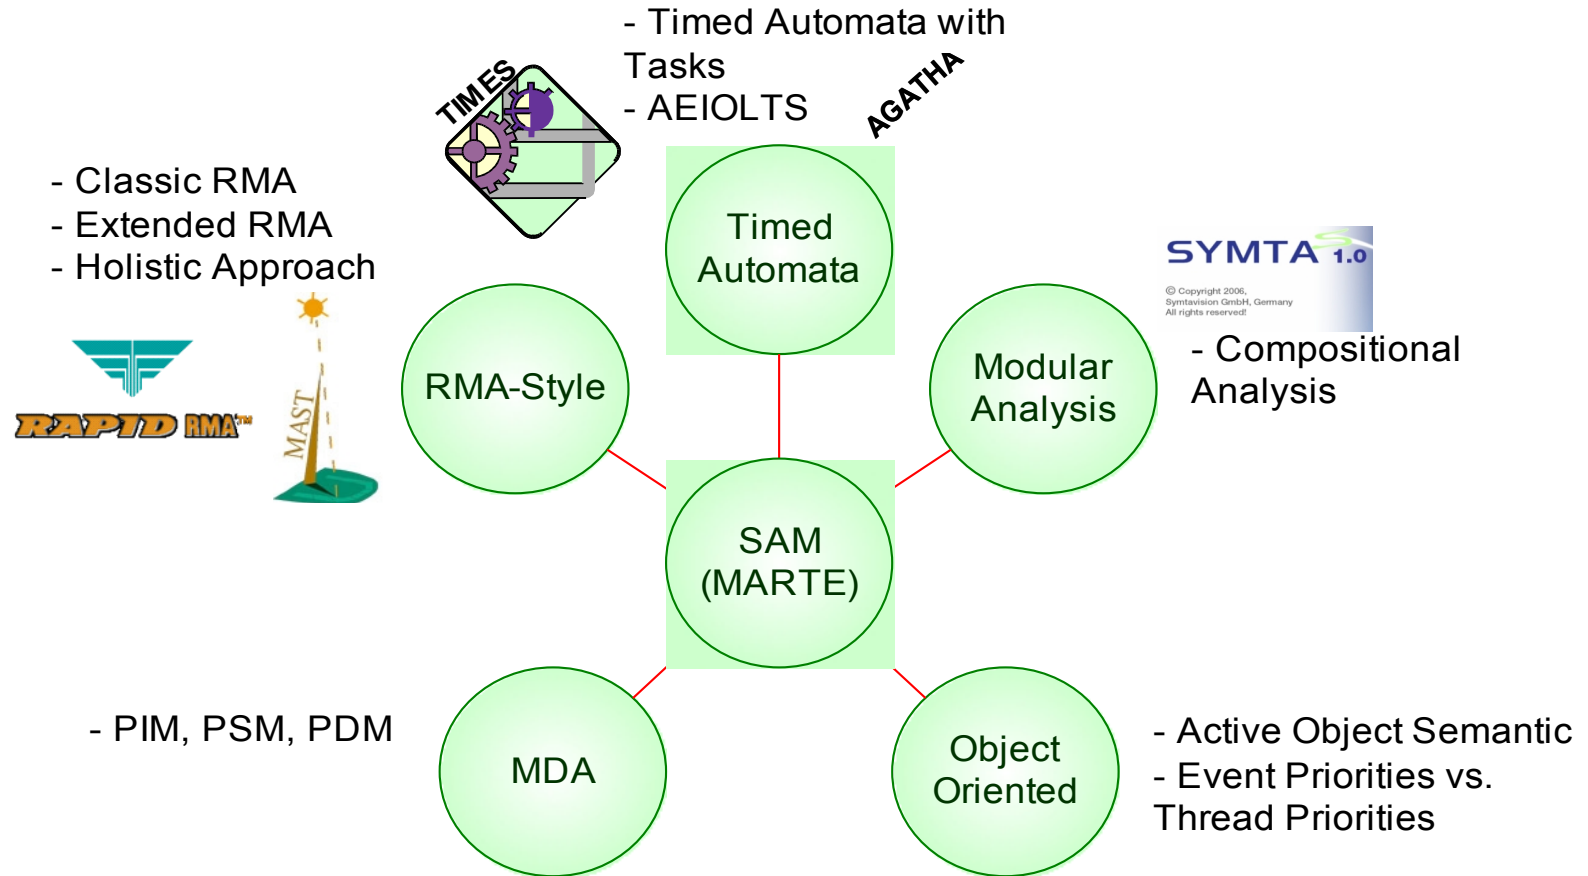 - Timed Automata with
Tasks
- AEIOLTS
TIMES
AGATHA
- Classic RMA
- Extended RMA
- Holistic Approach
Timed
Automata
SYMTA S 1.0
© Copyright 2006,
Symtavision GmbH, Germany
All rights reserved!
- Compositional
Analysis
RMA-Style
Modular
Analysis
RAPID RMA™
MAST
SAM
(MARTE)
- PIM, PSM, PDM
MDA
Object
Oriented
- Active Object Semantic
- Event Priorities vs.
Thread Priorities